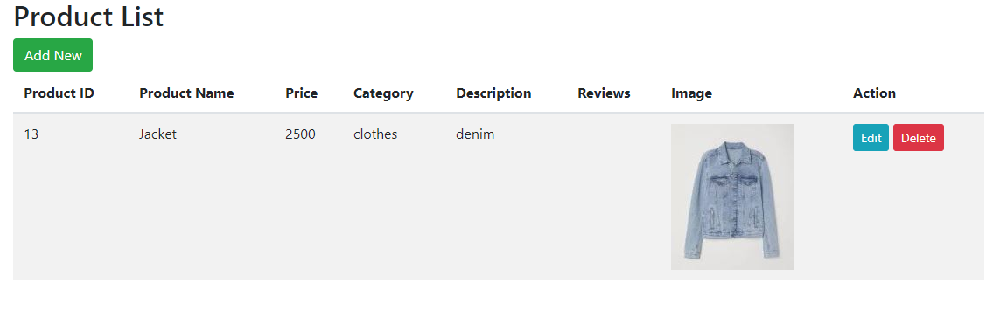 Product List
Add New
Product ID Product Name Price Category Description Reviews Image Action
13 Jacket 2500 clothes denim Edit Delete